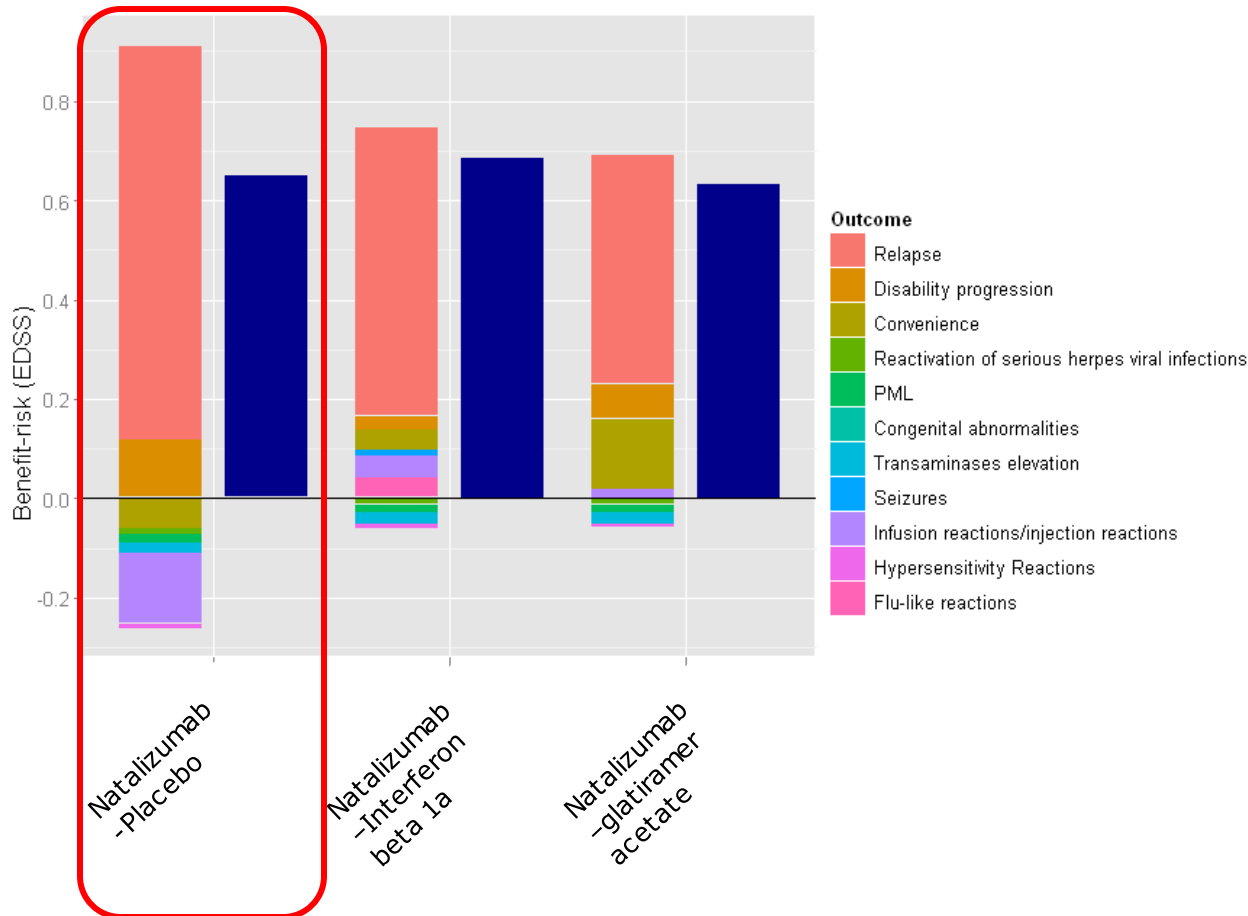 Benefit-risk (EDSS)
0.8
0.6
0.4
0.2
0.0
-0.2
Natalizumab
-Placebo
Natalizumab
-Interferon
beta 1a
Natalizumab
-glatiramer
acetate
Outcome
Relapse
Disability progression
Convenience
Reactivation of serious herpes viral infections
PML
Congenital abnormalities
Transaminases elevation
Seizures
Infusion reactions/injection reactions
Hypersensitivity Reactions
Flu-like reactions